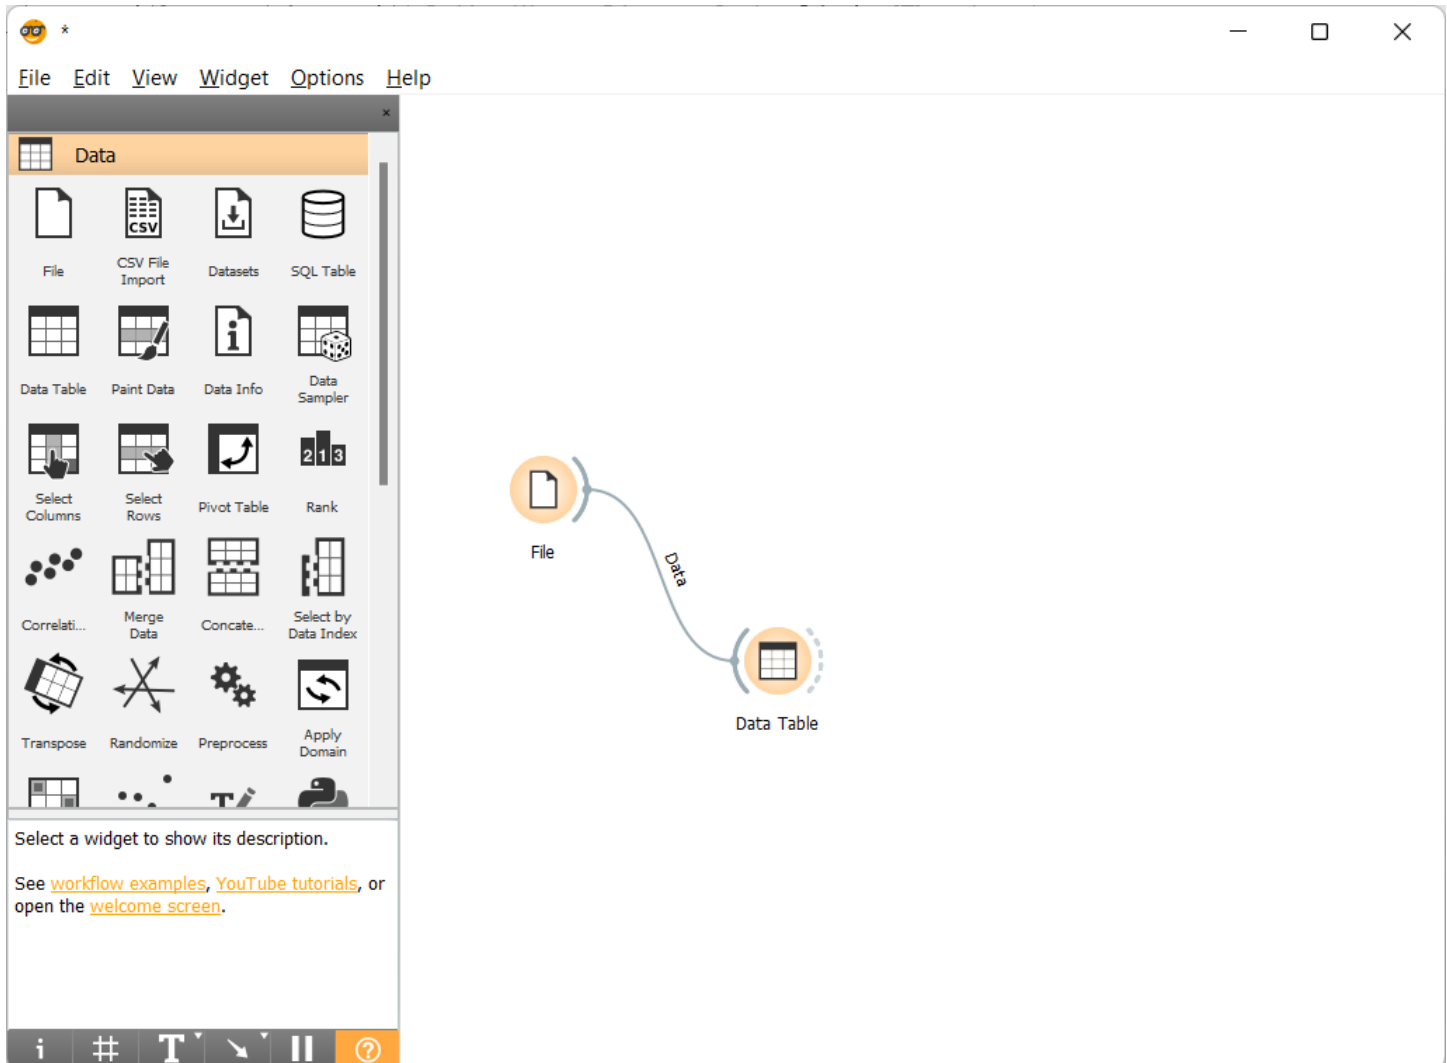 *
File Edit View Widget Options Help
×
Data
CSV
File
CSV File
Import
Datasets
SQL Table
i
Data Table
Paint Data
Data Info
Data
Sampler
2 1 3
Select
Columns
Select
Rows
Pivot Table
Rank
Correlati...
Merge
Data
Concate...
Select by
Data Index
Transpose
Randomize
Preprocess
Apply
Domain
T
File
Data
Data Table
Select a widget to show its description.
See workflow examples, YouTube tutorials, or
open the welcome screen.
i # T ?